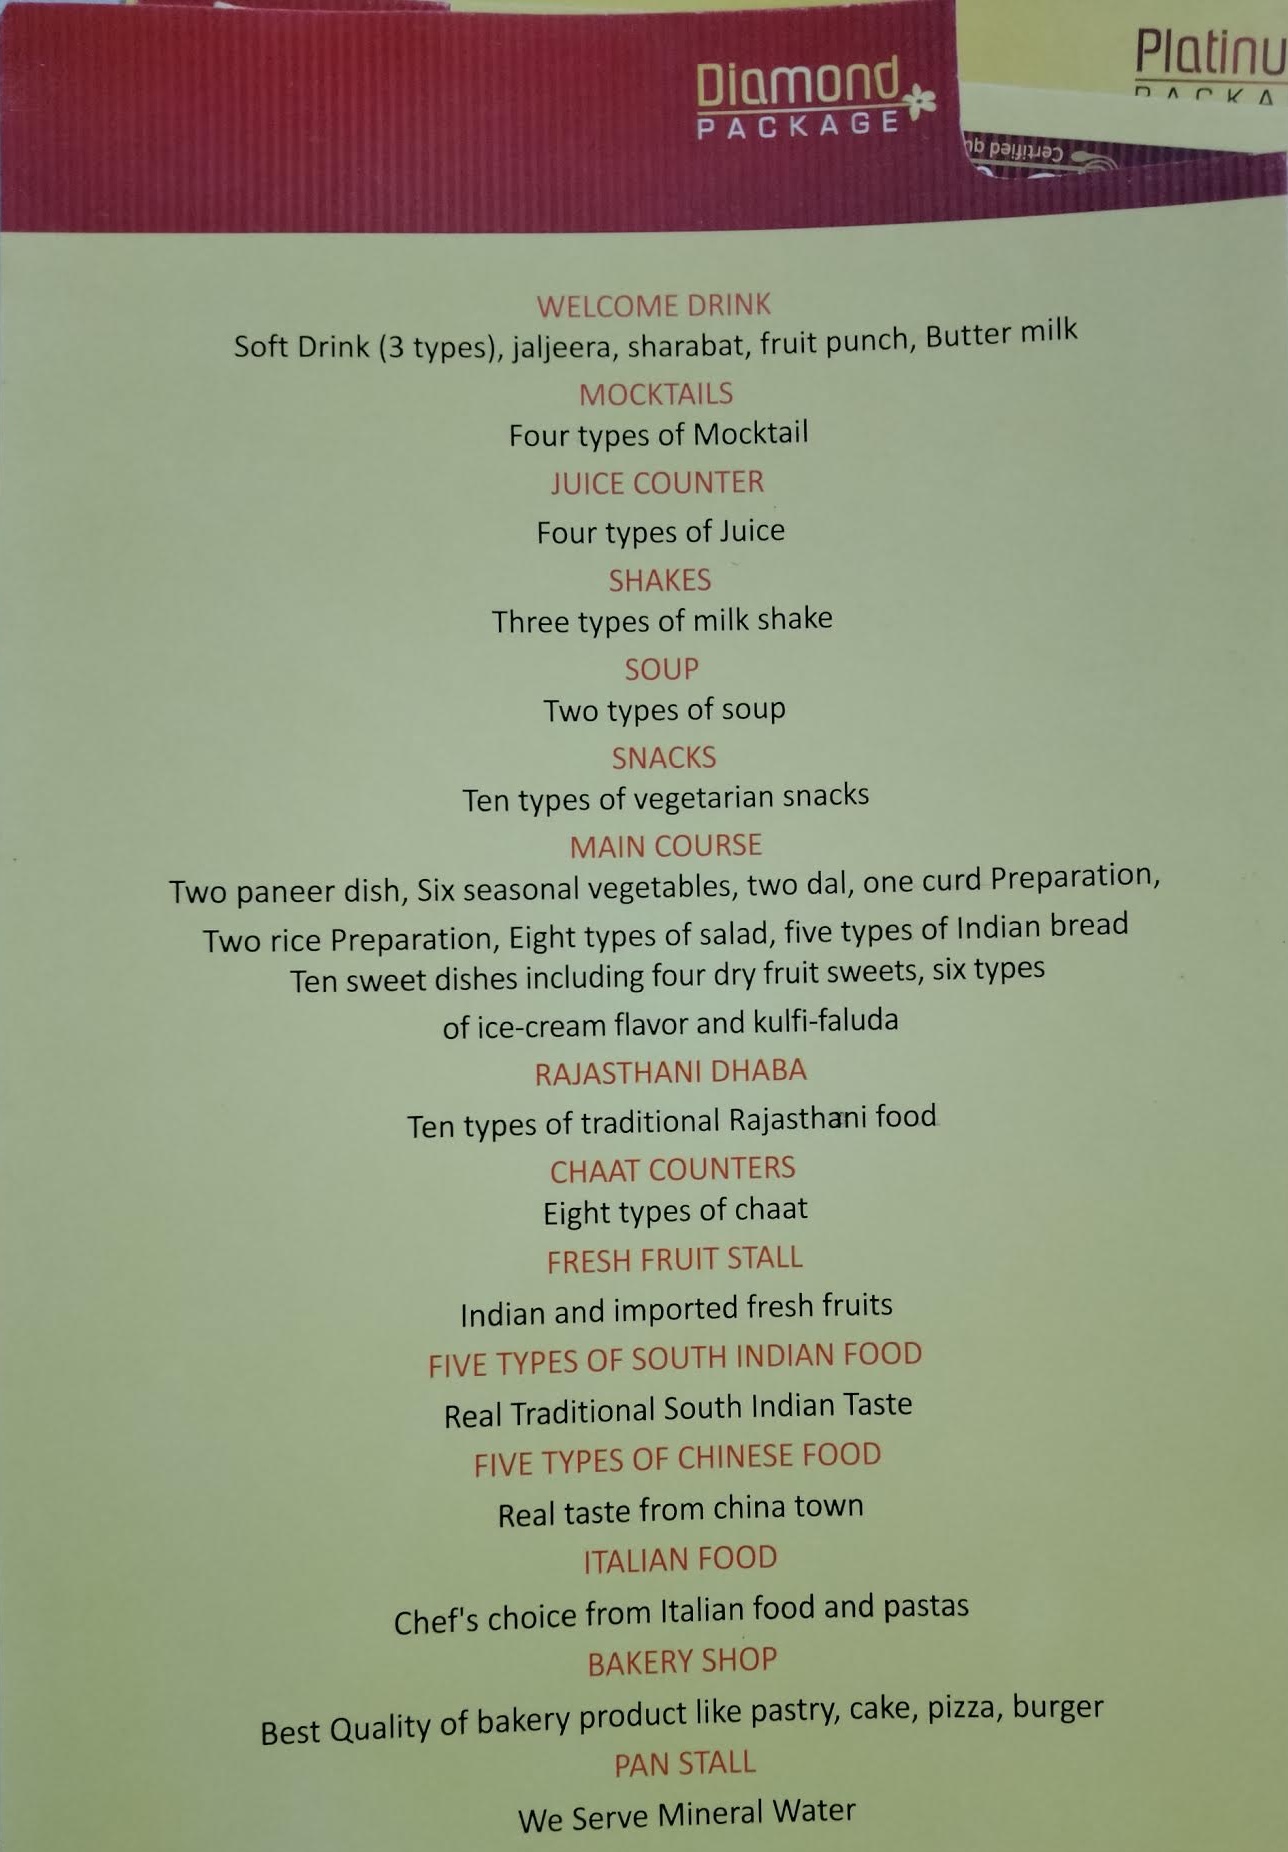 Diamond
PACKAGE
Platinu
PACKA
Certified qu
WELCOME DRINK
Soft Drink (3 types), jaljeera, sharabat, fruit punch, Butter milk
MOCKTAILS
Four types of Mocktail
JUICE COUNTER
Four types of Juice
SHAKES
Three types of milk shake
SOUP
Two types of soup
SNACKS
Ten types of vegetarian snacks
MAIN COURSE
Two paneer dish, Six seasonal vegetables, two dal, one curd Preparation,
Two rice Preparation, Eight types of salad, five types of Indian bread
Ten sweet dishes including four dry fruit sweets, six types
of ice-cream flavor and kulfi-faluda
RAJASTHANI DHABA
Ten types of traditional Rajasthani food
CHAAT COUNTERS
Eight types of chaat
FRESH FRUIT STALL
Indian and imported fresh fruits
FIVE TYPES OF SOUTH INDIAN FOOD
Real Traditional South Indian Taste
FIVE TYPES OF CHINESE FOOD
Real taste from china town
ITALIAN FOOD
Chef's choice from Italian food and pastas
BAKERY SHOP
Best Quality of bakery product like pastry, cake, pizza, burger
PAN STALL
We Serve Mineral Water